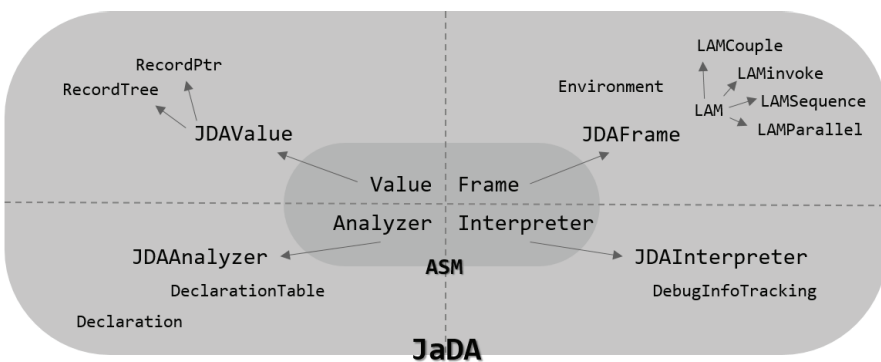 LAMCouple
RecordPtr
LAMinvoke
RecordTree
Environment
LAMSequence
LAM
JDAValue
JDAFrame
LAMParallel
Value
Frame
Analyzer
Interpreter
JDAAnalyzer
ASM
JDAInterpreter
DeclarationTable
DebugInfoTracking
Declaration
JaDA